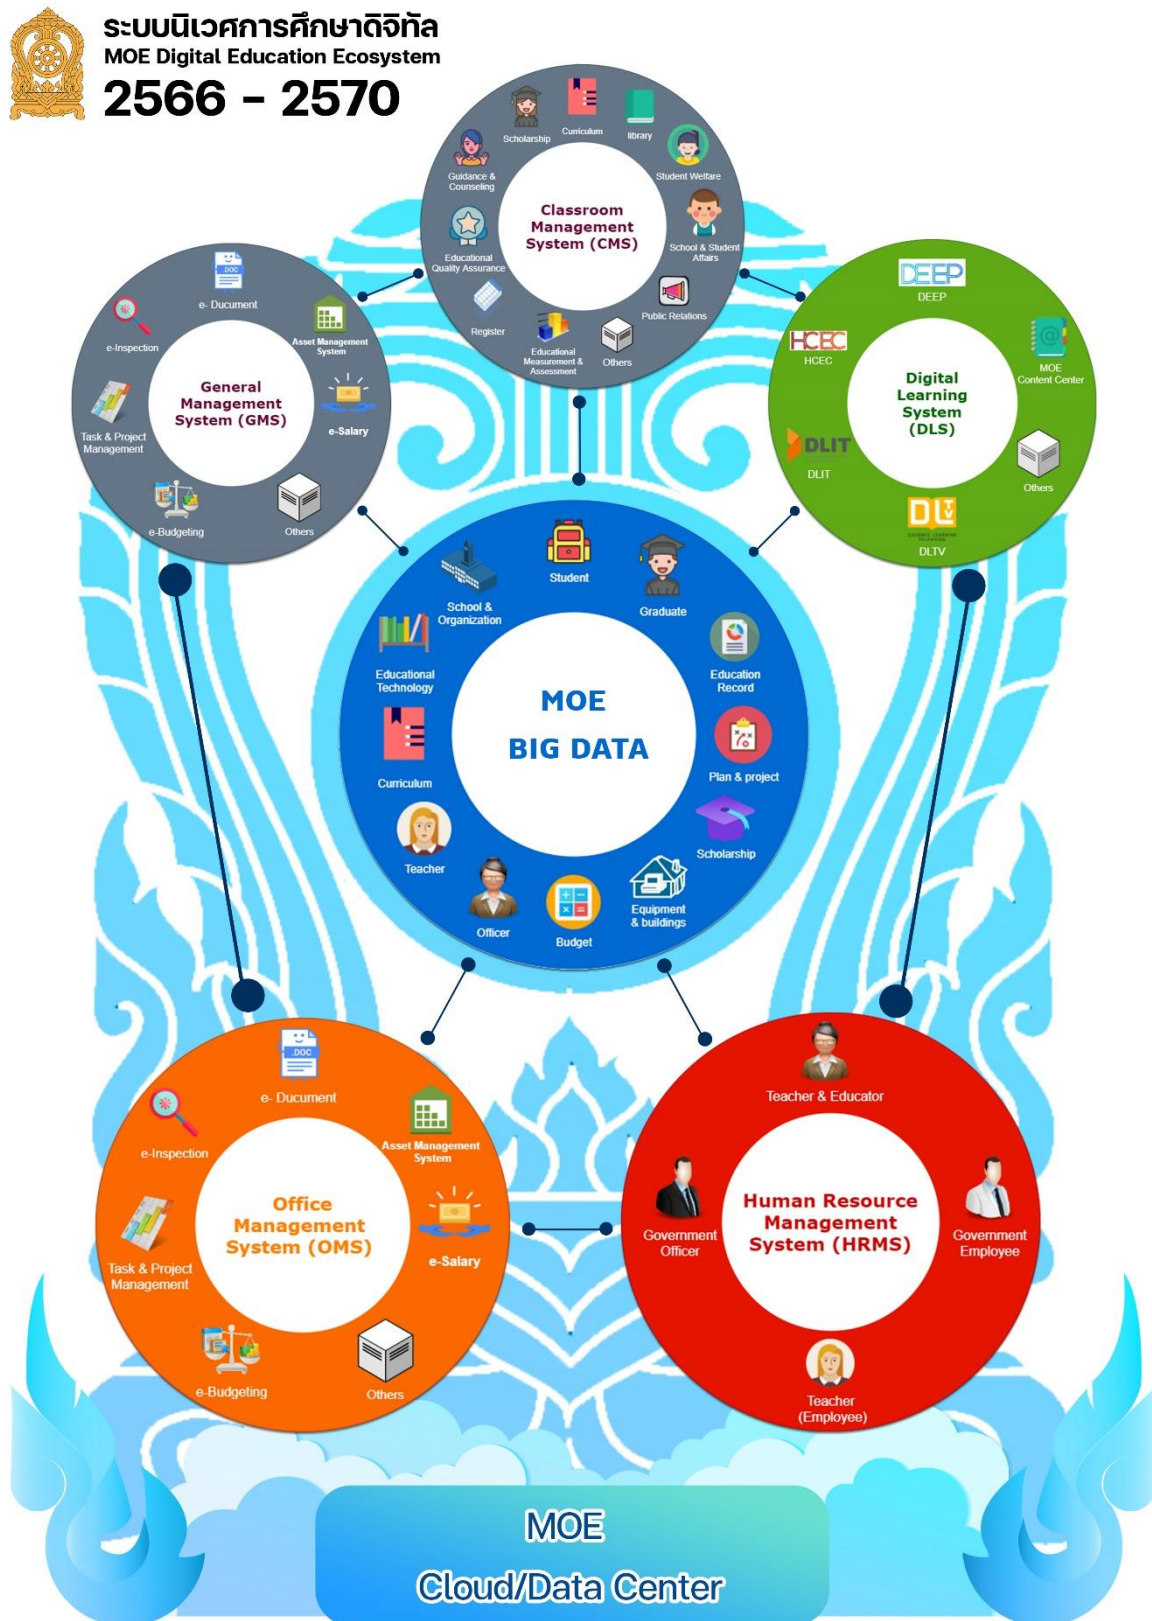 ระบบนิเวศการศึกษาดิจิทัล
MOE Digital Education Ecosystem
2566 - 2570
Scholarship
Curriculum
library
Guidance &
Counseling
Student Welfare
Classroom
Management
System (CMS)
School & Student
Affairs
Educational
Quality Assurance
Public Relations
Register
Educational
Measurement &
Assessment
Others
.DOC
e- Ducument
e-Inspection
Asset Management
System
General
Management
System (GMS)
e-Salary
Task & Project
Management
e-Budgeting
Others
DEEP
DEEP
HCEC
HCEC
MOE
Content Center
Digital
Learning
System
(DLS)
DLIT
DLIT
Others
DLTV
DISTANCE LEARNING
TELEVISION
DLTV
Student
Graduate
School &
Organization
Educational
Technology
Education
Record
MOE
BIG DATA
Curriculum
Plan & project
Teacher
Scholarship
Officer
Budget
Equipment
& buildings
.DOC
e- Ducument
e-Inspection
Asset Management
System
Office
Management
System (OMS)
e-Salary
Task & Project
Management
e-Budgeting
Others
Teacher & Educator
Government
Officer
Human Resource
Management
System (HRMS)
Government
Employee
Teacher
(Employee)
MOE
Cloud/Data Center